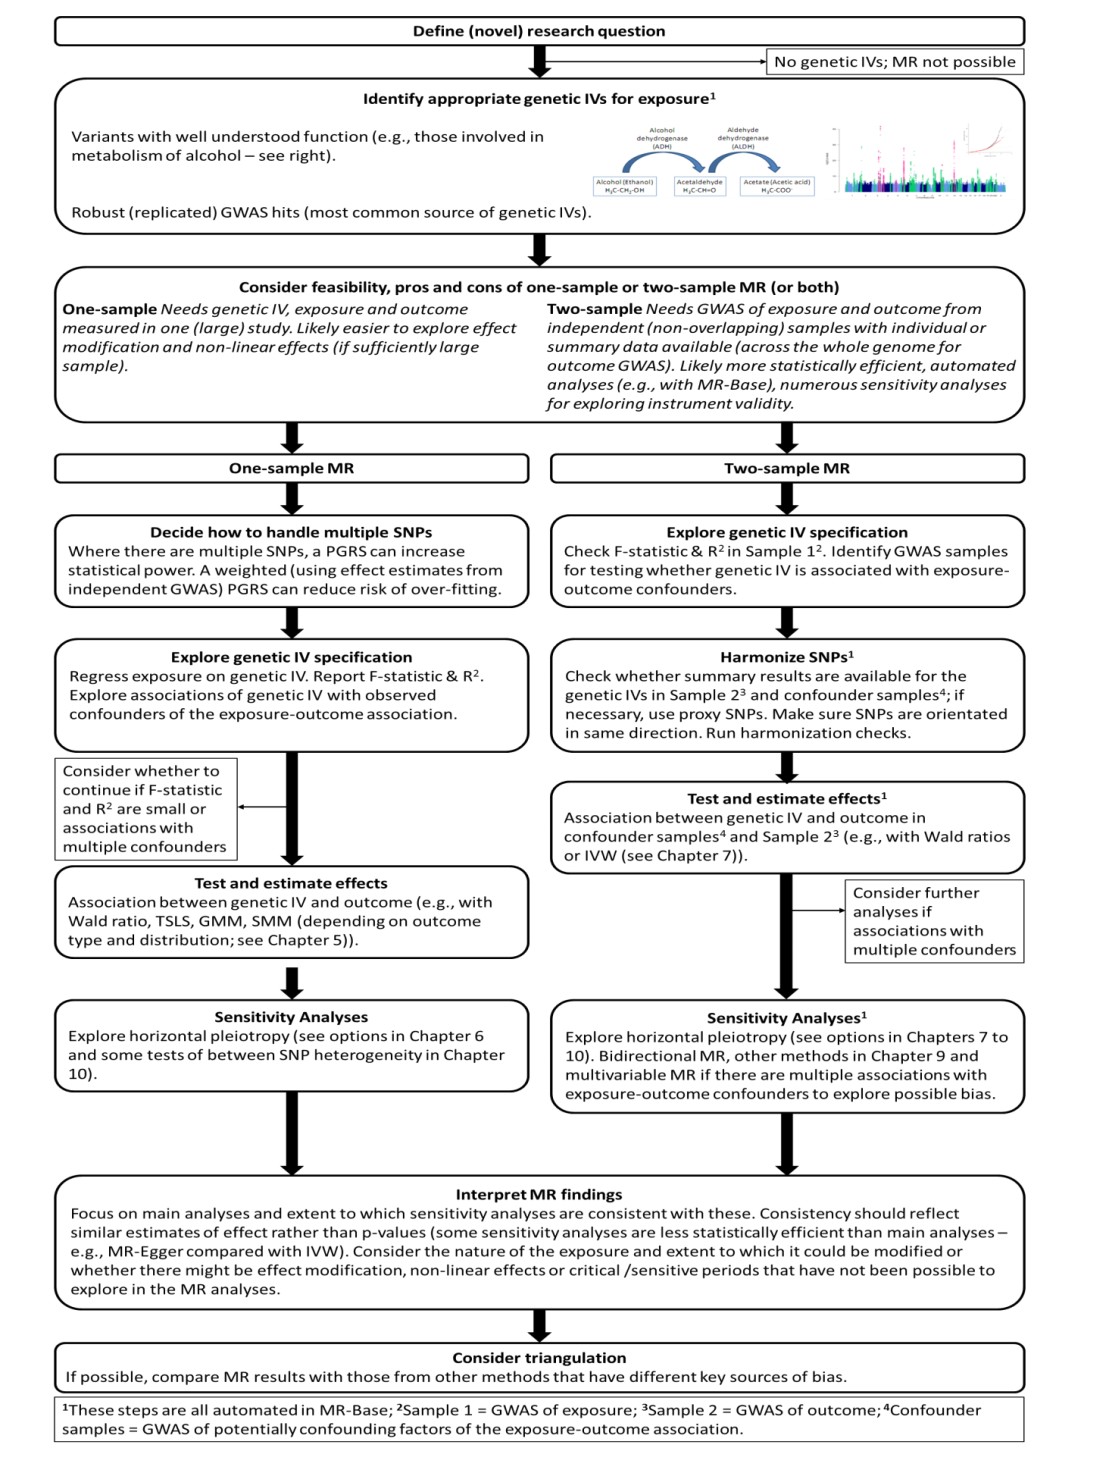 Define (novel) research question
No genetic IVs; MR not possible
Identify appropriate genetic IVs for exposure¹
Variants with well understood function (e.g., those involved in
metabolism of alcohol – see right).
Alcohol
dehydrogenase
(ADH)
Aldehyde
dehydrogenase
(ALDH)
Alcohol (Ethanol)
H₃C-CH₂-OH
Acetaldehyde
H₃C-CH=O
Acetate (Acetic acid)
H₃C-COO⁻
Robust (replicated) GWAS hits (most common source of genetic IVs).
Consider feasibility, pros and cons of one-sample or two-sample MR (or both)
One-sample Needs genetic IV, exposure and outcome
measured in one (large) study. Likely easier to explore effect
modification and non-linear effects (if sufficiently large
sample).
Two-sample Needs GWAS of exposure and outcome from
independent (non-overlapping) samples with individual or
summary data available (across the whole genome for
outcome GWAS). Likely more statistically efficient, automated
analyses (e.g., with MR-Base), numerous sensitivity analyses
for exploring instrument validity.
One-sample MR
Decide how to handle multiple SNPs
Where there are multiple SNPs, a PGRS can increase
statistical power. A weighted (using effect estimates from
independent GWAS) PGRS can reduce risk of over-fitting.
Explore genetic IV specification
Regress exposure on genetic IV. Report F-statistic & R².
Explore associations of genetic IV with observed
confounders of the exposure-outcome association.
Consider whether to
continue if F-statistic
and R² are small or
associations with
multiple confounders
Test and estimate effects
Association between genetic IV and outcome (e.g., with
Wald ratio, TSLS, GMM, SMM (depending on outcome
type and distribution; see Chapter 5)).
Sensitivity Analyses
Explore horizontal pleiotropy (see options in Chapter 6
and some tests of between SNP heterogeneity in Chapter
10).
Two-sample MR
Explore genetic IV specification
Check F-statistic & R² in Sample 1². Identify GWAS samples
for testing whether genetic IV is associated with exposure-
outcome confounders.
Harmonize SNPs¹
Check whether summary results are available for the
genetic IVs in Sample 2³ and confounder samples⁴; if
necessary, use proxy SNPs. Make sure SNPs are orientated
in same direction. Run harmonization checks.
Test and estimate effects¹
Association between genetic IV and outcome in
confounder samples⁴ and Sample 2³ (e.g., with Wald ratios
or IVW (see Chapter 7)).
Consider further
analyses if
associations with
multiple confounders
Sensitivity Analyses¹
Explore horizontal pleiotropy (see options in Chapters 7 to
10). Bidirectional MR, other methods in Chapter 9 and
multivariable MR if there are multiple associations with
exposure-outcome confounders to explore possible bias.
Interpret MR findings
Focus on main analyses and extent to which sensitivity analyses are consistent with these. Consistency should reflect
similar estimates of effect rather than p-values (some sensitivity analyses are less statistically efficient than main analyses –
e.g., MR-Egger compared with IVW). Consider the nature of the exposure and extent to which it could be modified or
whether there might be effect modification, non-linear effects or critical /sensitive periods that have not been possible to
explore in the MR analyses.
Consider triangulation
If possible, compare MR results with those from other methods that have different key sources of bias.
¹These steps are all automated in MR-Base; ²Sample 1 = GWAS of exposure; ³Sample 2 = GWAS of outcome; ⁴Confounder
samples = GWAS of potentially confounding factors of the exposure-outcome association.